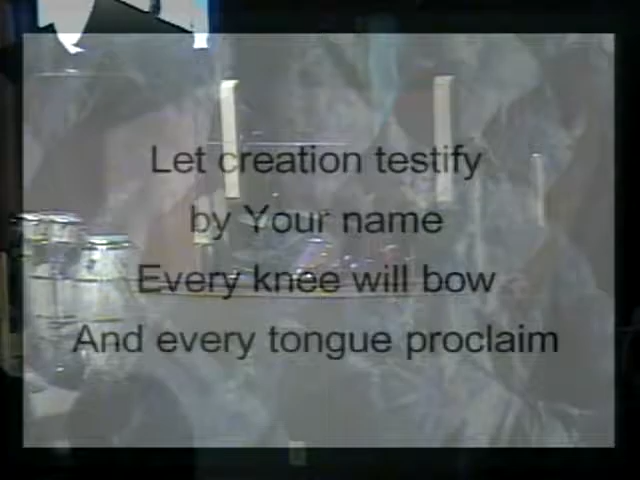 Let creation testify
by Your name
Every knee will bow
And every tongue proclaim